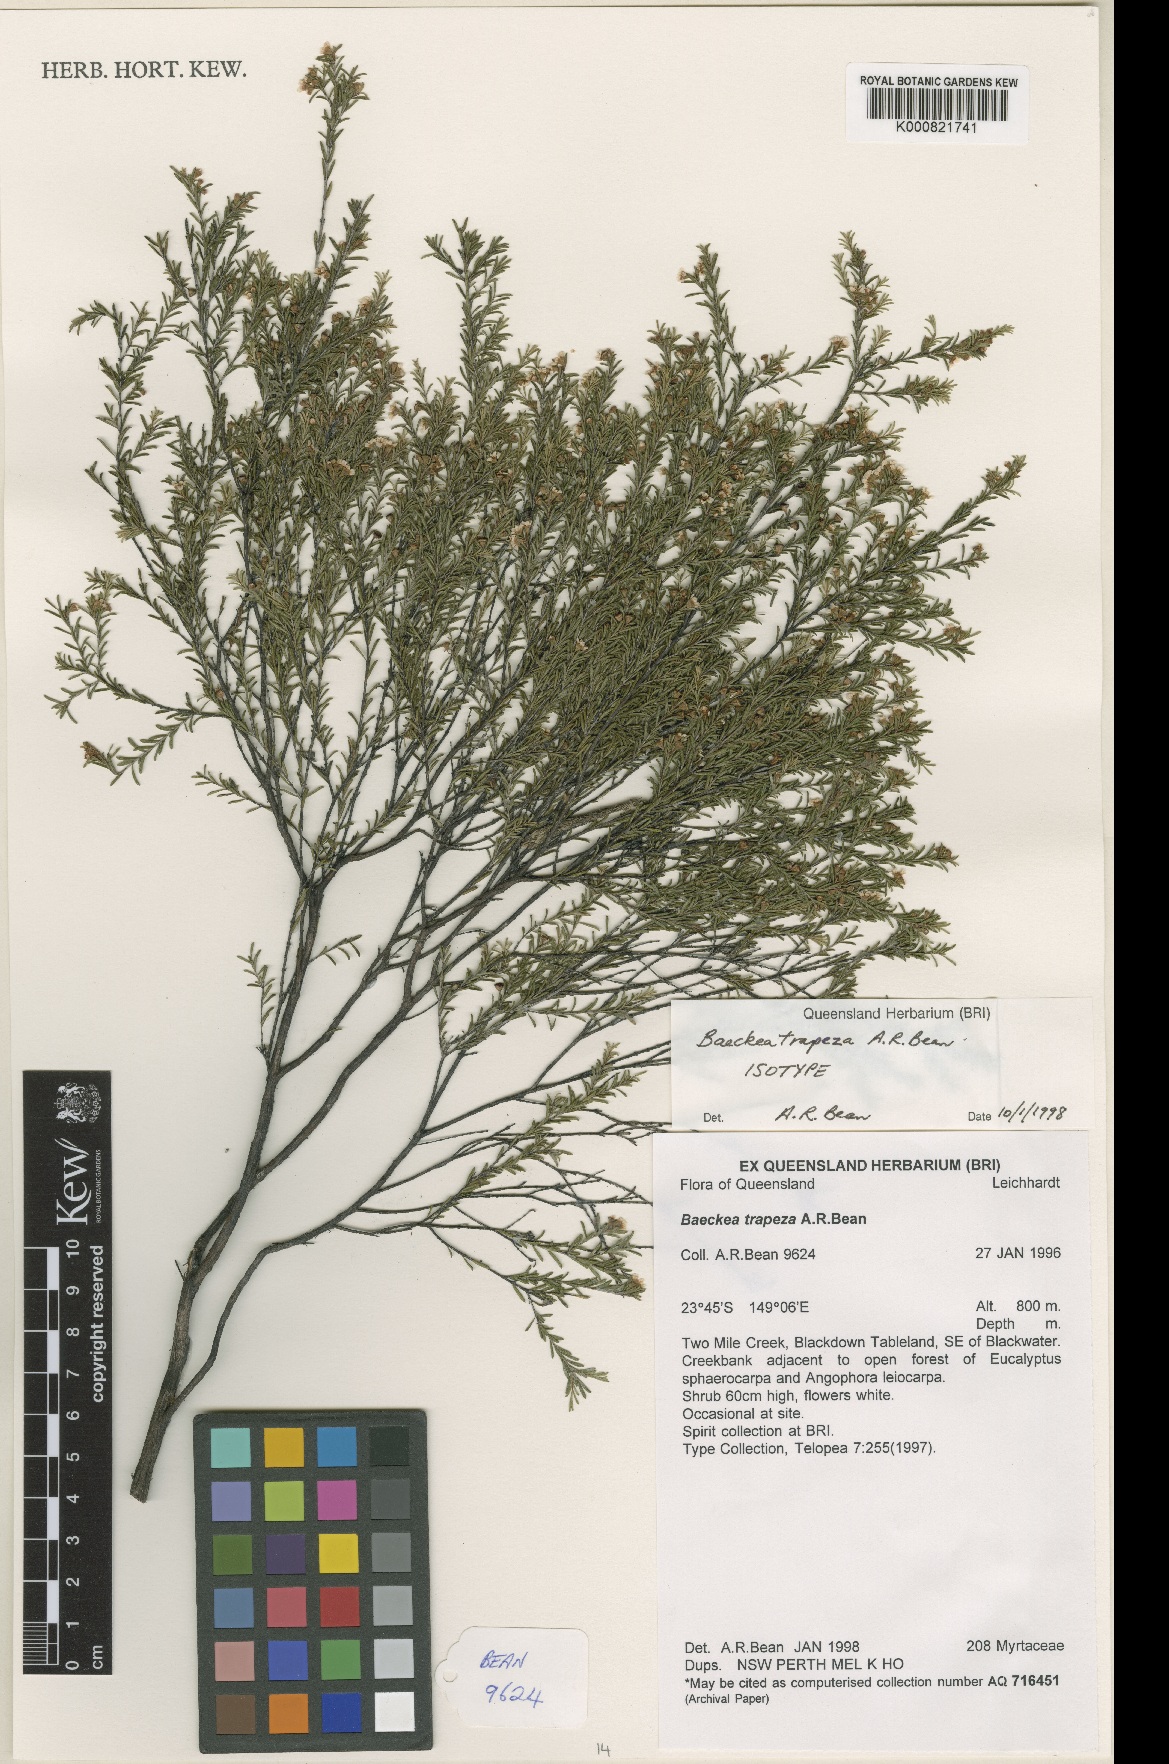 HERB. HORT. KEW.
ROYAL BOTANIC GARDENS KEW
K000821741
Queensland Herbarium (BRI)
Baeckea trapeza A.R.Bean.
ISOTYPE
Det. A.R. Bean Date 10/1/1998
EX QUEENSLAND HERBARIUM (BRI)
Flora of Queensland Leichhardt
Baeckea trapeza A.R.Bean
Coll. A.R.Bean 9624 27 JAN 1996
23°45'S 149°06'E Alt. 800 m.
Depth m.
Two Mile Creek, Blackdown Tableland, SE of Blackwater.
Creekbank adjacent to open forest of Eucalyptus
sphaerocarpa and Angophora leiocarpa.
Shrub 60cm high, flowers white.
Occasional at site.
Spirit collection at BRI.
Type Collection, Telopea 7:255(1997).
Det. A.R.Bean JAN 1998 208 Myrtaceae
Dups. NSW PERTH MEL K HO
*May be cited as computerised collection number AQ 716451
(Archival Paper)
Kew
ROYAL BOTANIC GARDENS
copyright reserved
0 1 2 3 4 5 6 7 8 9 10
cm
BEAN
9624
14